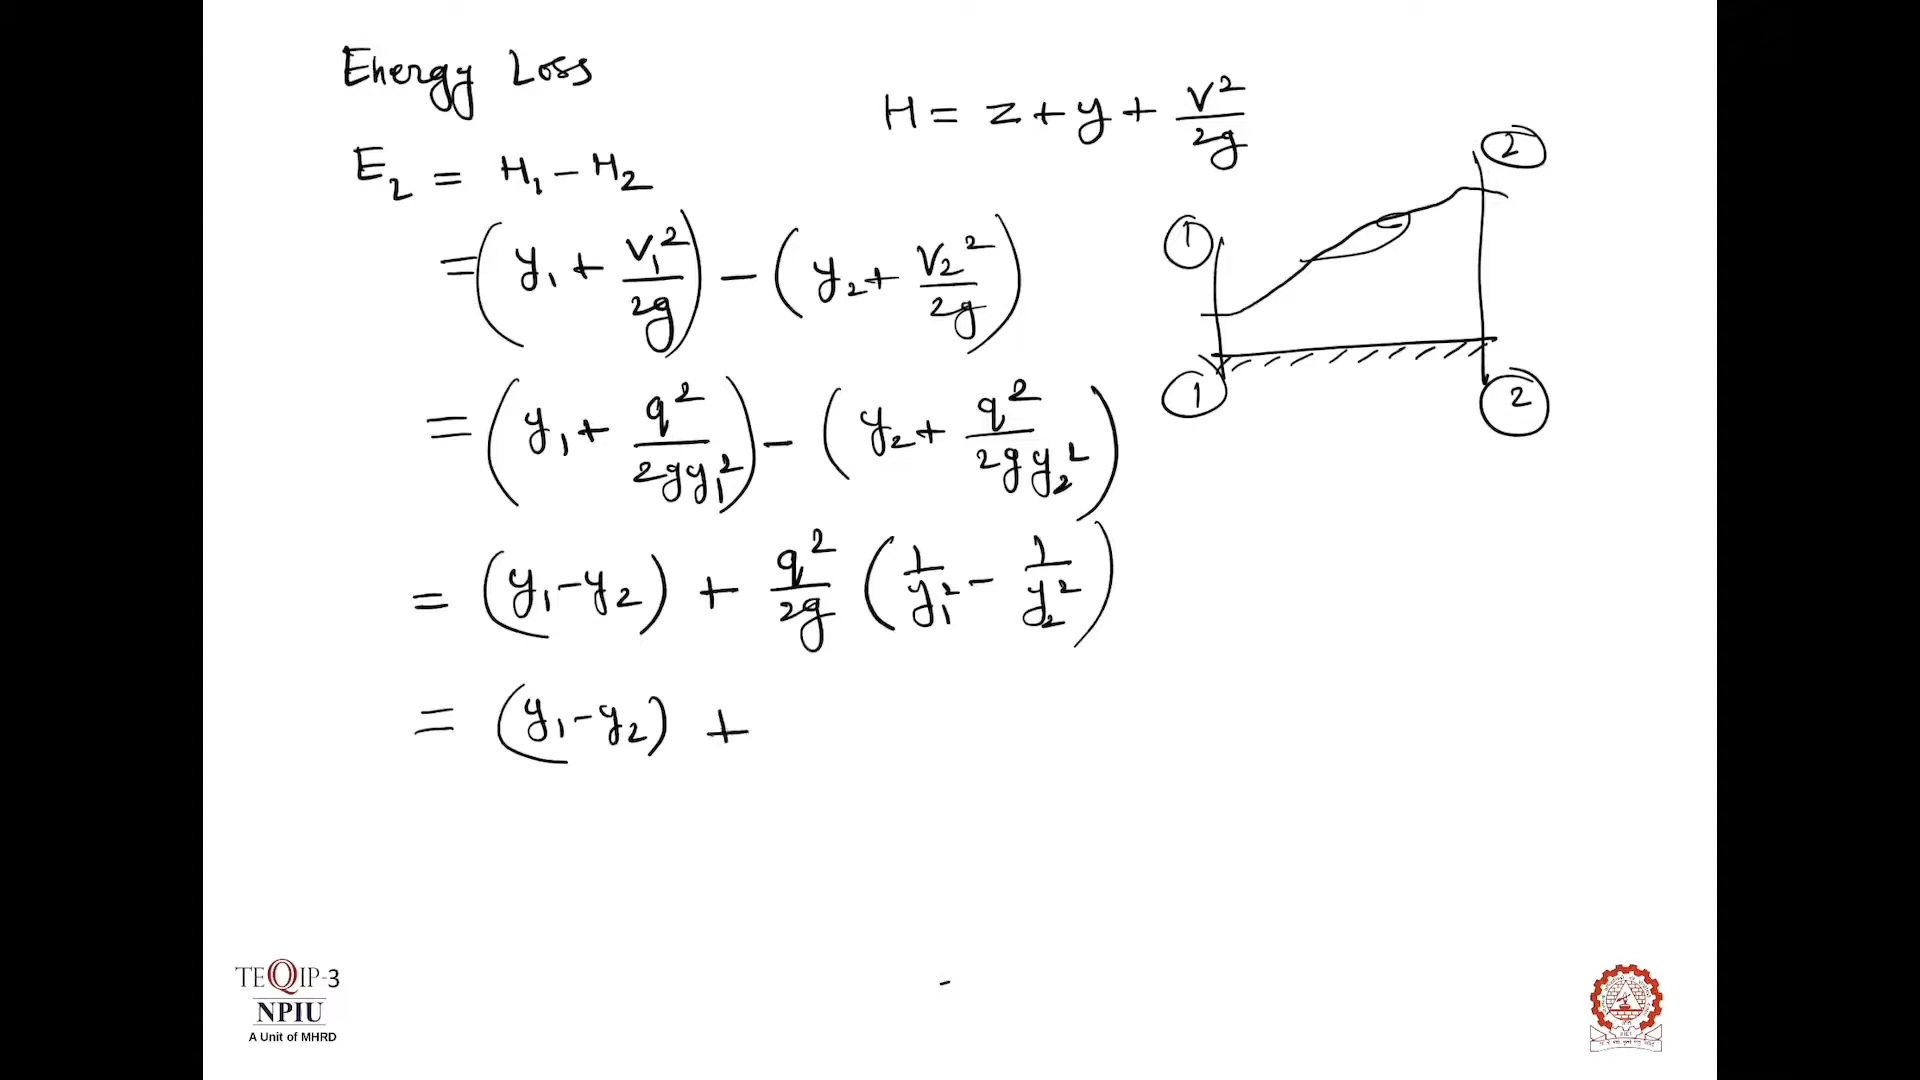 Energy Loss
H = z + y + V²/2g
E₂ = H₁ − H₂
= (y₁ + V₁²/2g) − (y₂ + V₂²/2g)
= (y₁ + q²/2gy₁²) − (y₂ + q²/2gy₂²)
= (y₁−y₂) + q²/2g (1/y₁² − 1/y₂²)
= (y₁−y₂) +
②
①
①
②
TEQIP-3
NPIU
A Unit of MHRD